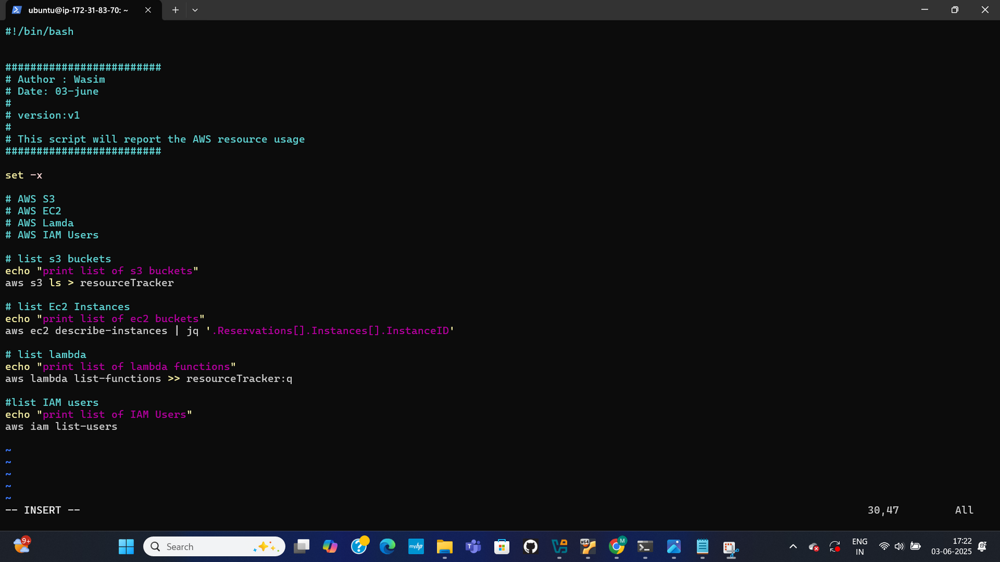 ubuntu@ip-172-31-83-70: ~
#!/bin/bash
#########################
# Author : Wasim
# Date: 03-june
#
# version:v1
#
# This script will report the AWS resource usage
#########################
set -x
# AWS S3
# AWS EC2
# AWS Lamda
# AWS IAM Users
# list s3 buckets
echo "print list of s3 buckets"
aws s3 ls > resourceTracker
# list Ec2 Instances
echo "print list of ec2 buckets"
aws ec2 describe-instances | jq '.Reservations[].Instances[].InstanceID'
# list lambda
echo "print list of lambda functions"
aws lambda list-functions >> resourceTracker:q
#list IAM users
echo "print list of IAM Users"
aws iam list-users
~
~
~
~
~
-- INSERT -- 30,47 All
9+
Search
myhp
X64
M
ENG
IN
17:22
03-06-2025